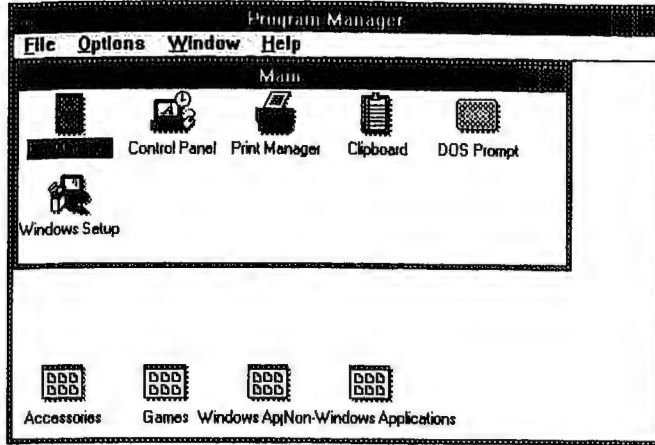 Program Manager
File Options Window Help
Main
Control Panel Print Manager Clipboard DOS Prompt
Windows Setup
Accessories Games Windows Ap Non-Windows Applications